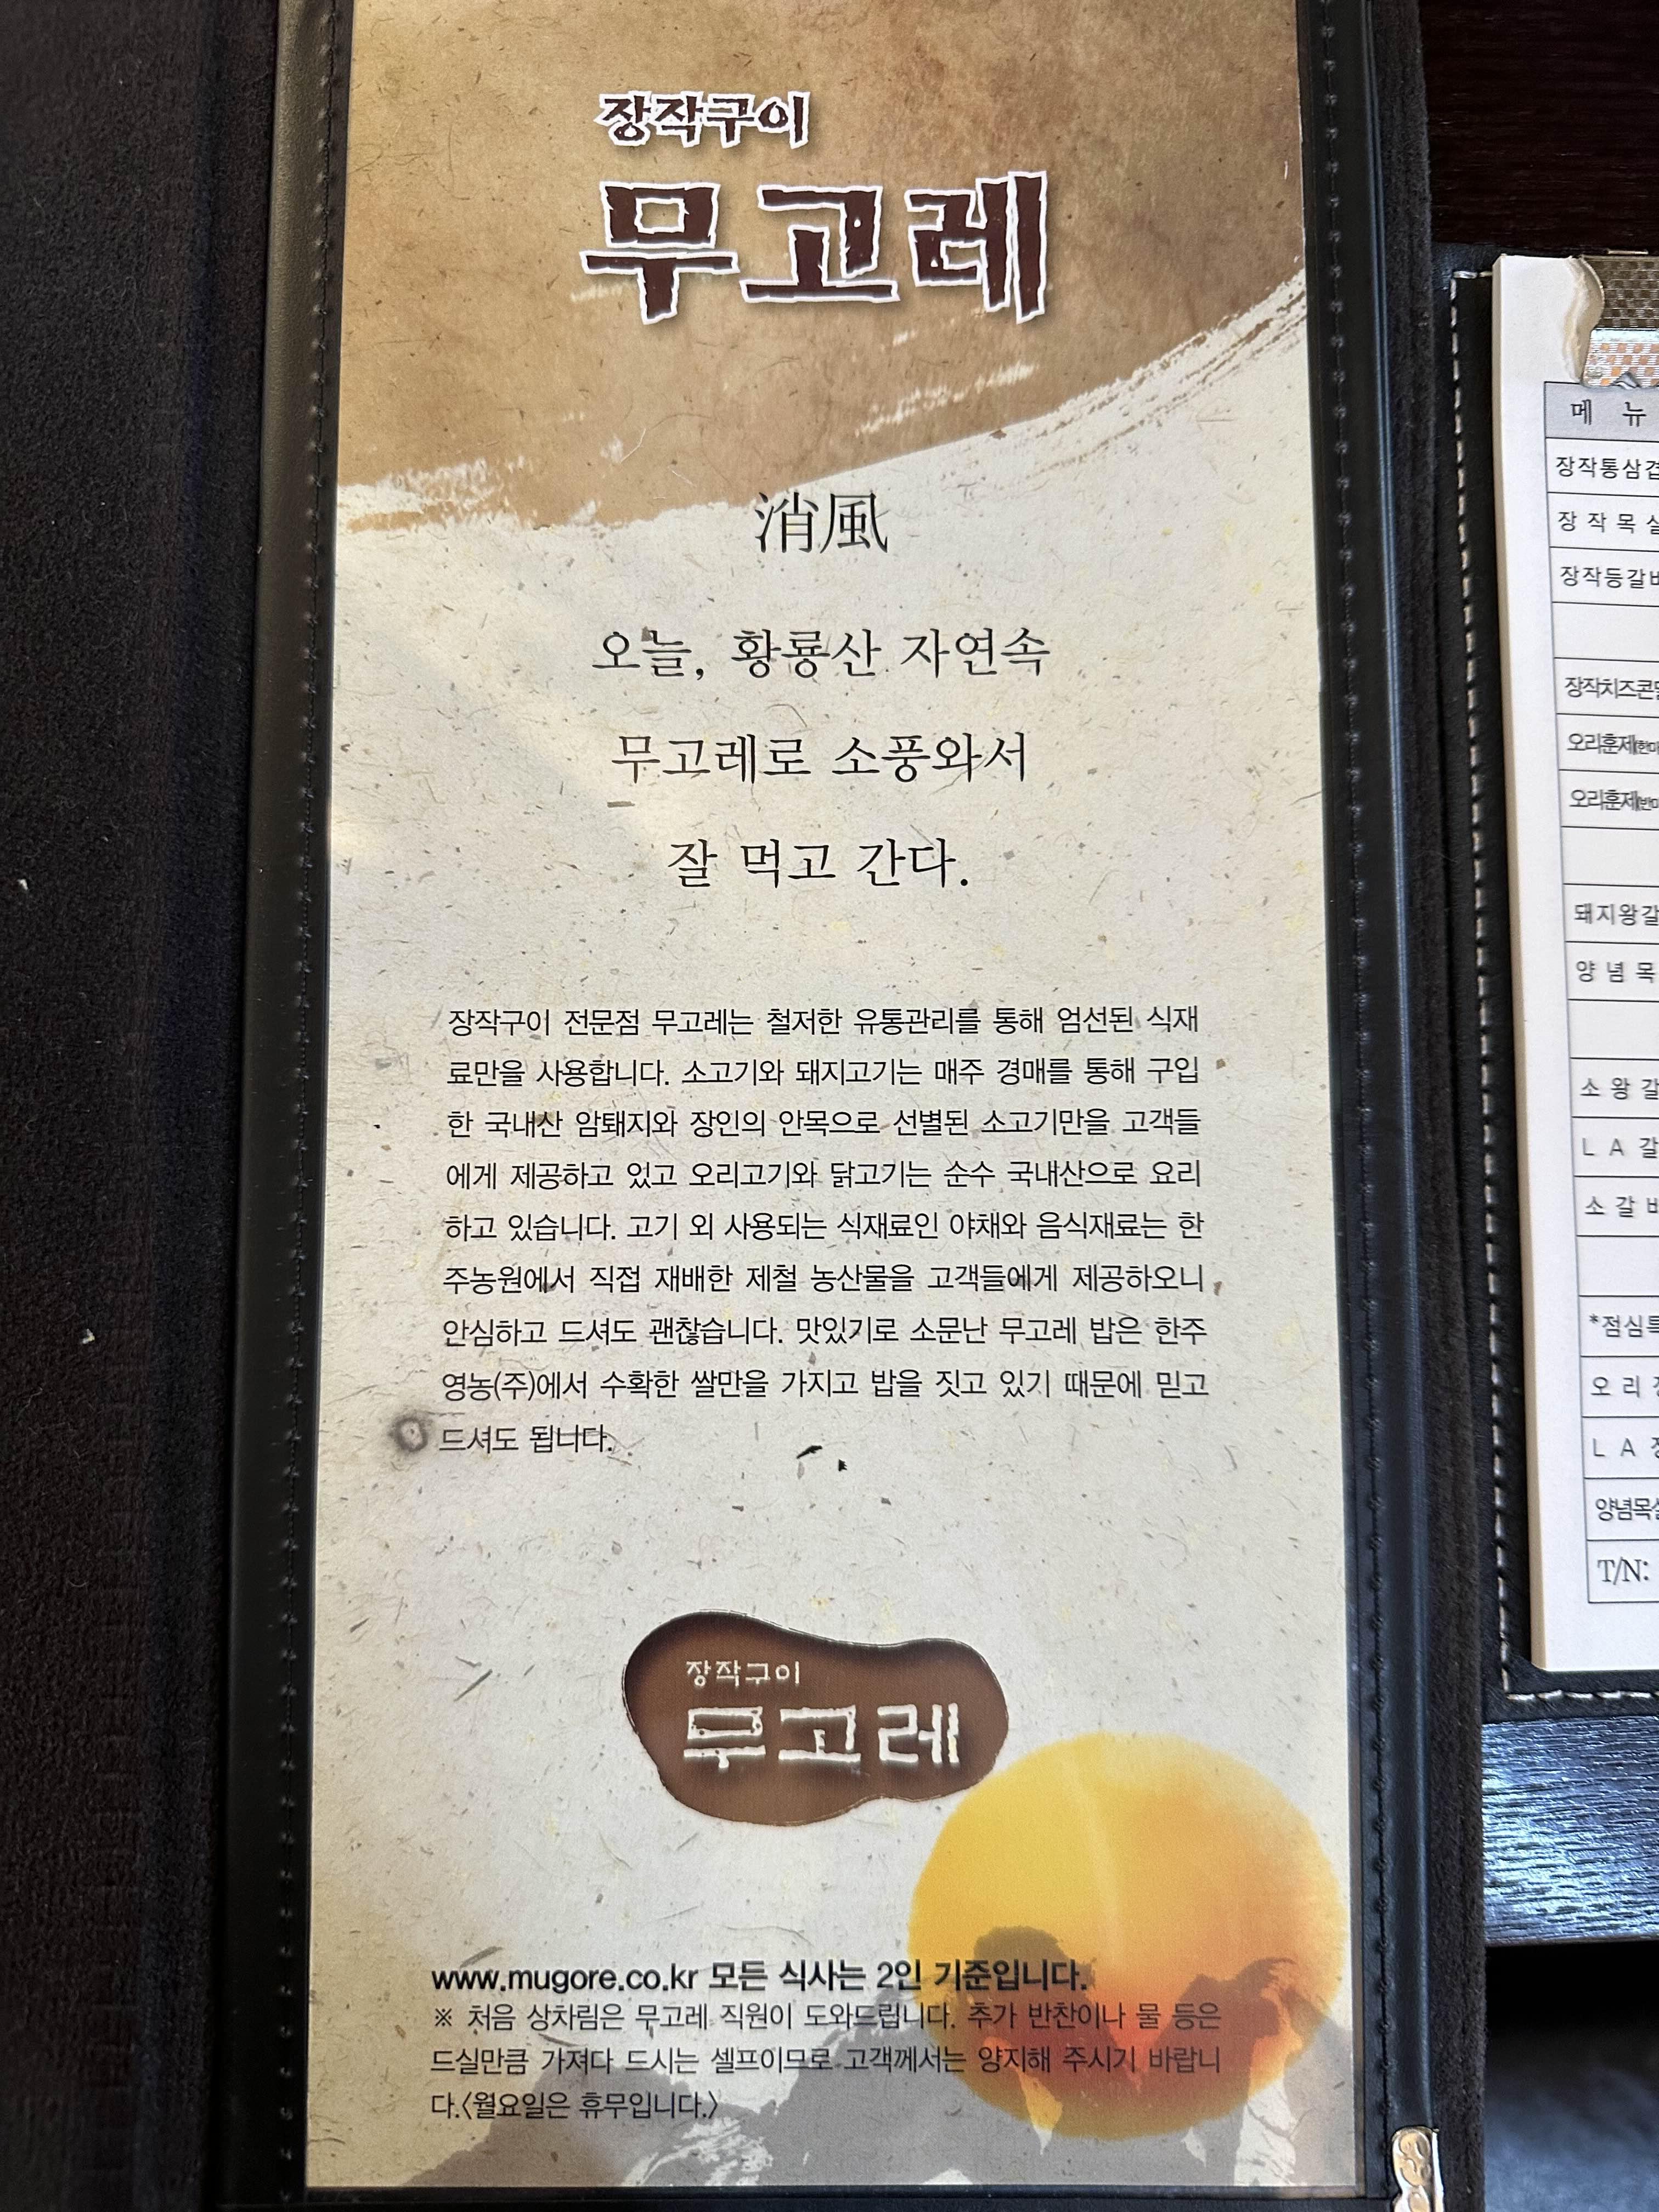 장작구이
무고레
消風
오늘, 황룡산 자연속
무고레로 소풍와서
잘 먹고 간다.
장작구이 전문점 무고레는 철저한 유통관리를 통해 엄선된 식재
료만을 사용합니다. 소고기와 돼지고기는 매주 경매를 통해 구입
한 국내산 암퇘지와 장인의 안목으로 선별된 소고기만을 고객들
에게 제공하고 있고 오리고기와 닭고기는 순수 국내산으로 요리
하고 있습니다. 고기 외 사용되는 식재료인 야채와 음식재료는 한
주농원에서 직접 재배한 제철 농산물을 고객들에게 제공하오니
안심하고 드셔도 괜찮습니다. 맛있기로 소문난 무고레 밥은 한주
영농(주)에서 수확한 쌀만을 가지고 밥을 짓고 있기 때문에 믿고
드셔도 됩니다.
장작구이
무고레
www.mugore.co.kr 모든 식사는 2인 기준입니다.
※ 처음 상차림은 무고레 직원이 도와드립니다. 추가 반찬이나 물 등은
드실만큼 가져다 드시는 셀프이므로 고객께서는 양지해 주시기 바랍니
다.〈월요일은 휴무입니다.〉
메 뉴
장작통삼겹
장 작 목
장작등갈
장작치즈콘
오리훈제
오리훈제
돼지왕갈
양 념 목
소 왕 갈
L A 갈
소 갈
*점심특
오 리
L A
양념목살
T/N: